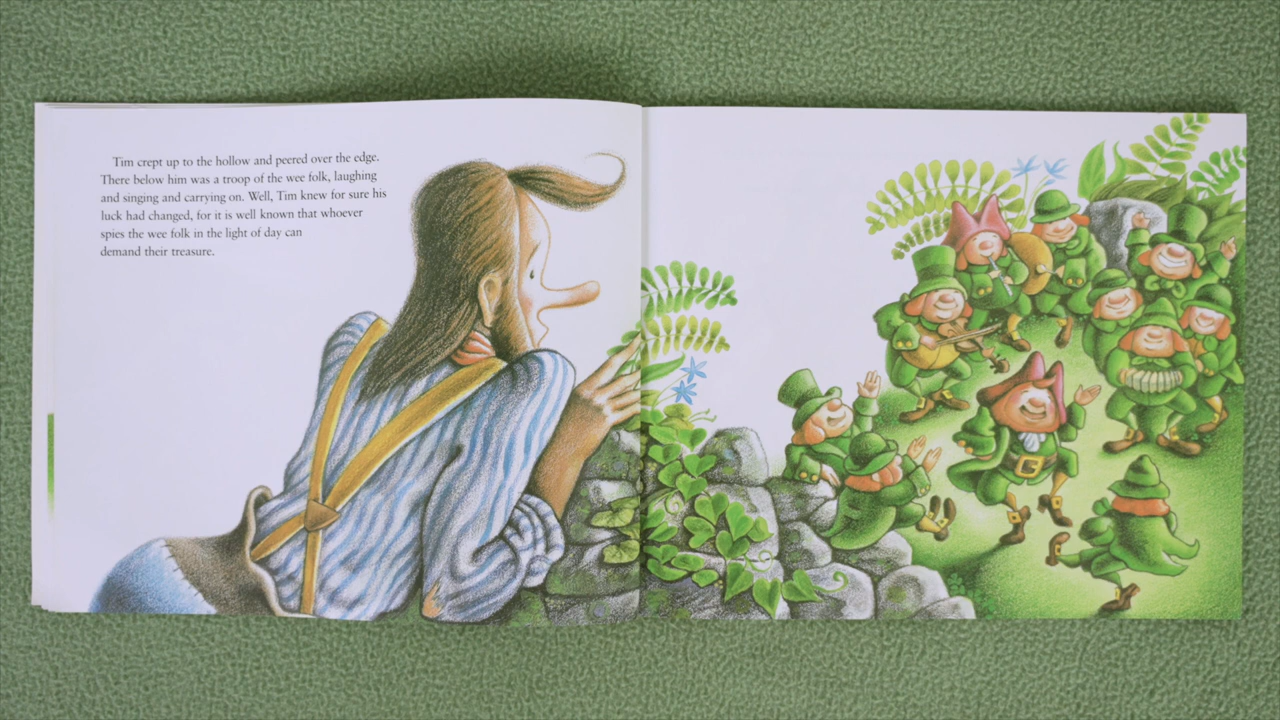 Tim crept up to the hollow and peered over the edge.
There below him was a troop of the wee folk, laughing
and singing and carrying on. Well, Tim knew for sure his
luck had changed, for it is well known that whoever
spies the wee folk in the light of day can
demand their treasure.